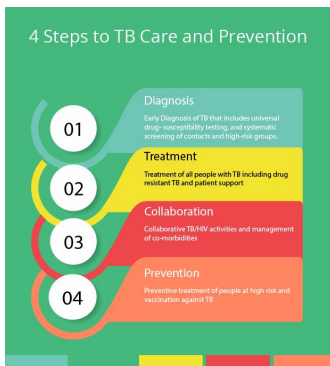 4 Steps to TB Care and Prevention
01
Diagnosis
Early Diagnosis of TB that includes universal
drug- susceptibility testing, and systematic
screening of contacts and high-risk groups.
02
Treatment
Treatment of all people with TB including drug
resistant TB and patient support
03
Collaboration
Collaborative TB/HIV activities and management
of co-morbidities
04
Prevention
Preventive treatment of people at high risk and
vaccination against TB